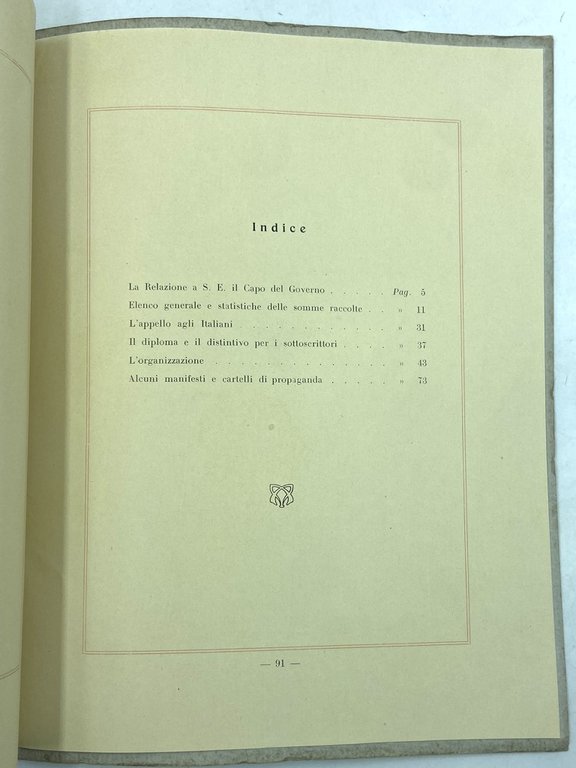 Indice
La Relazione a S. E. il Capo del Governo . . . . . Pag. 5
Elenco generale e statistiche delle somme raccolte . . » 11
L'appello agli Italiani . . . . . . . . . . » 31
Il diploma e il distintivo per i sottoscrittori . . . . » 37
L'organizzazione . . . . . . . . . . . . » 43
Alcuni manifesti e cartelli di propaganda . . . . . » 73
— 91 —